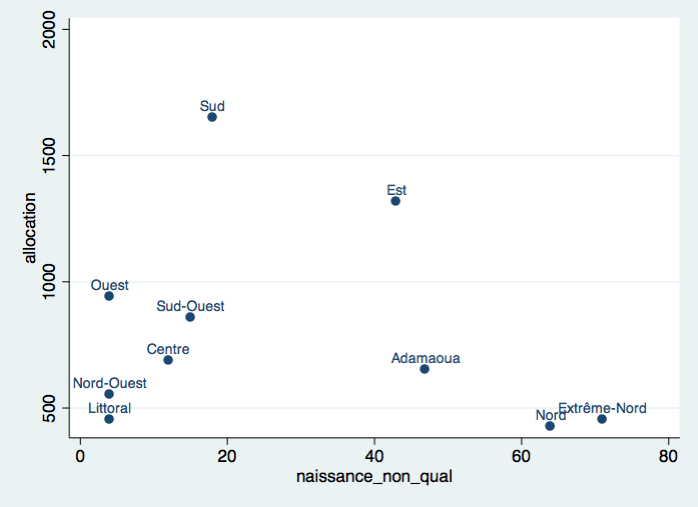 2000
1500
1000
500
allocation
Sud
Est
Ouest
Sud-Ouest
Centre
Adamaoua
Nord-Ouest
Littoral
Nord
Extrême-Nord
0 20 40 60 80
naissance_non_qual